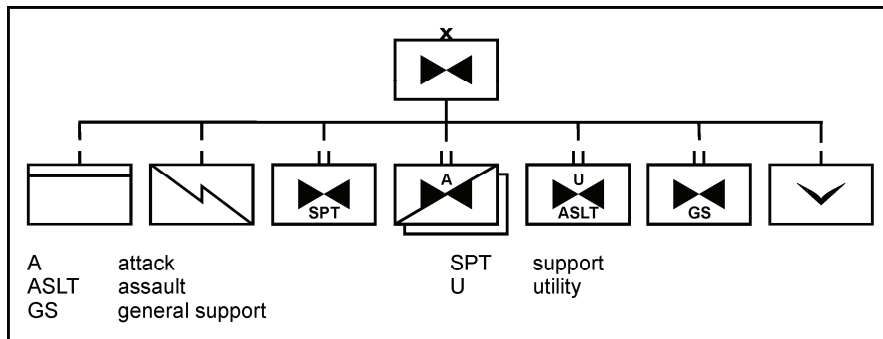 X
A U
SPT ASLT GS
A attack SPT support
ASLT assault U utility
GS general support